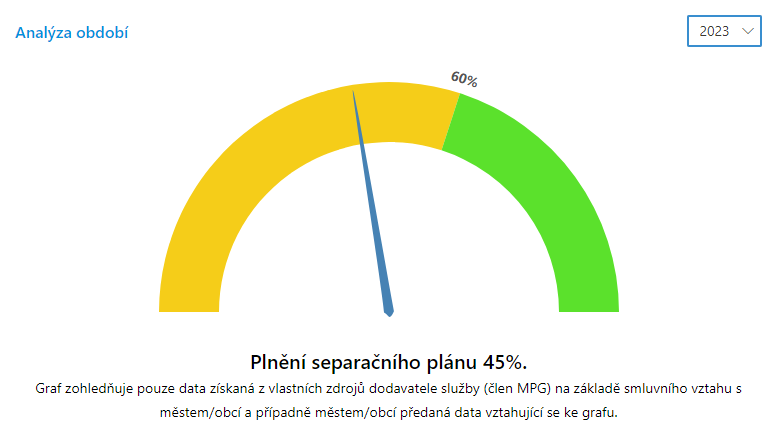 Analýza období
2023
60%
Plnění separačního plánu 45%.
Graf zohledňuje pouze data získaná z vlastních zdrojů dodavatele služby (člen MPG) na základě smluvního vztahu s
městem/obcí a případně městem/obcí předaná data vztahující se ke grafu.